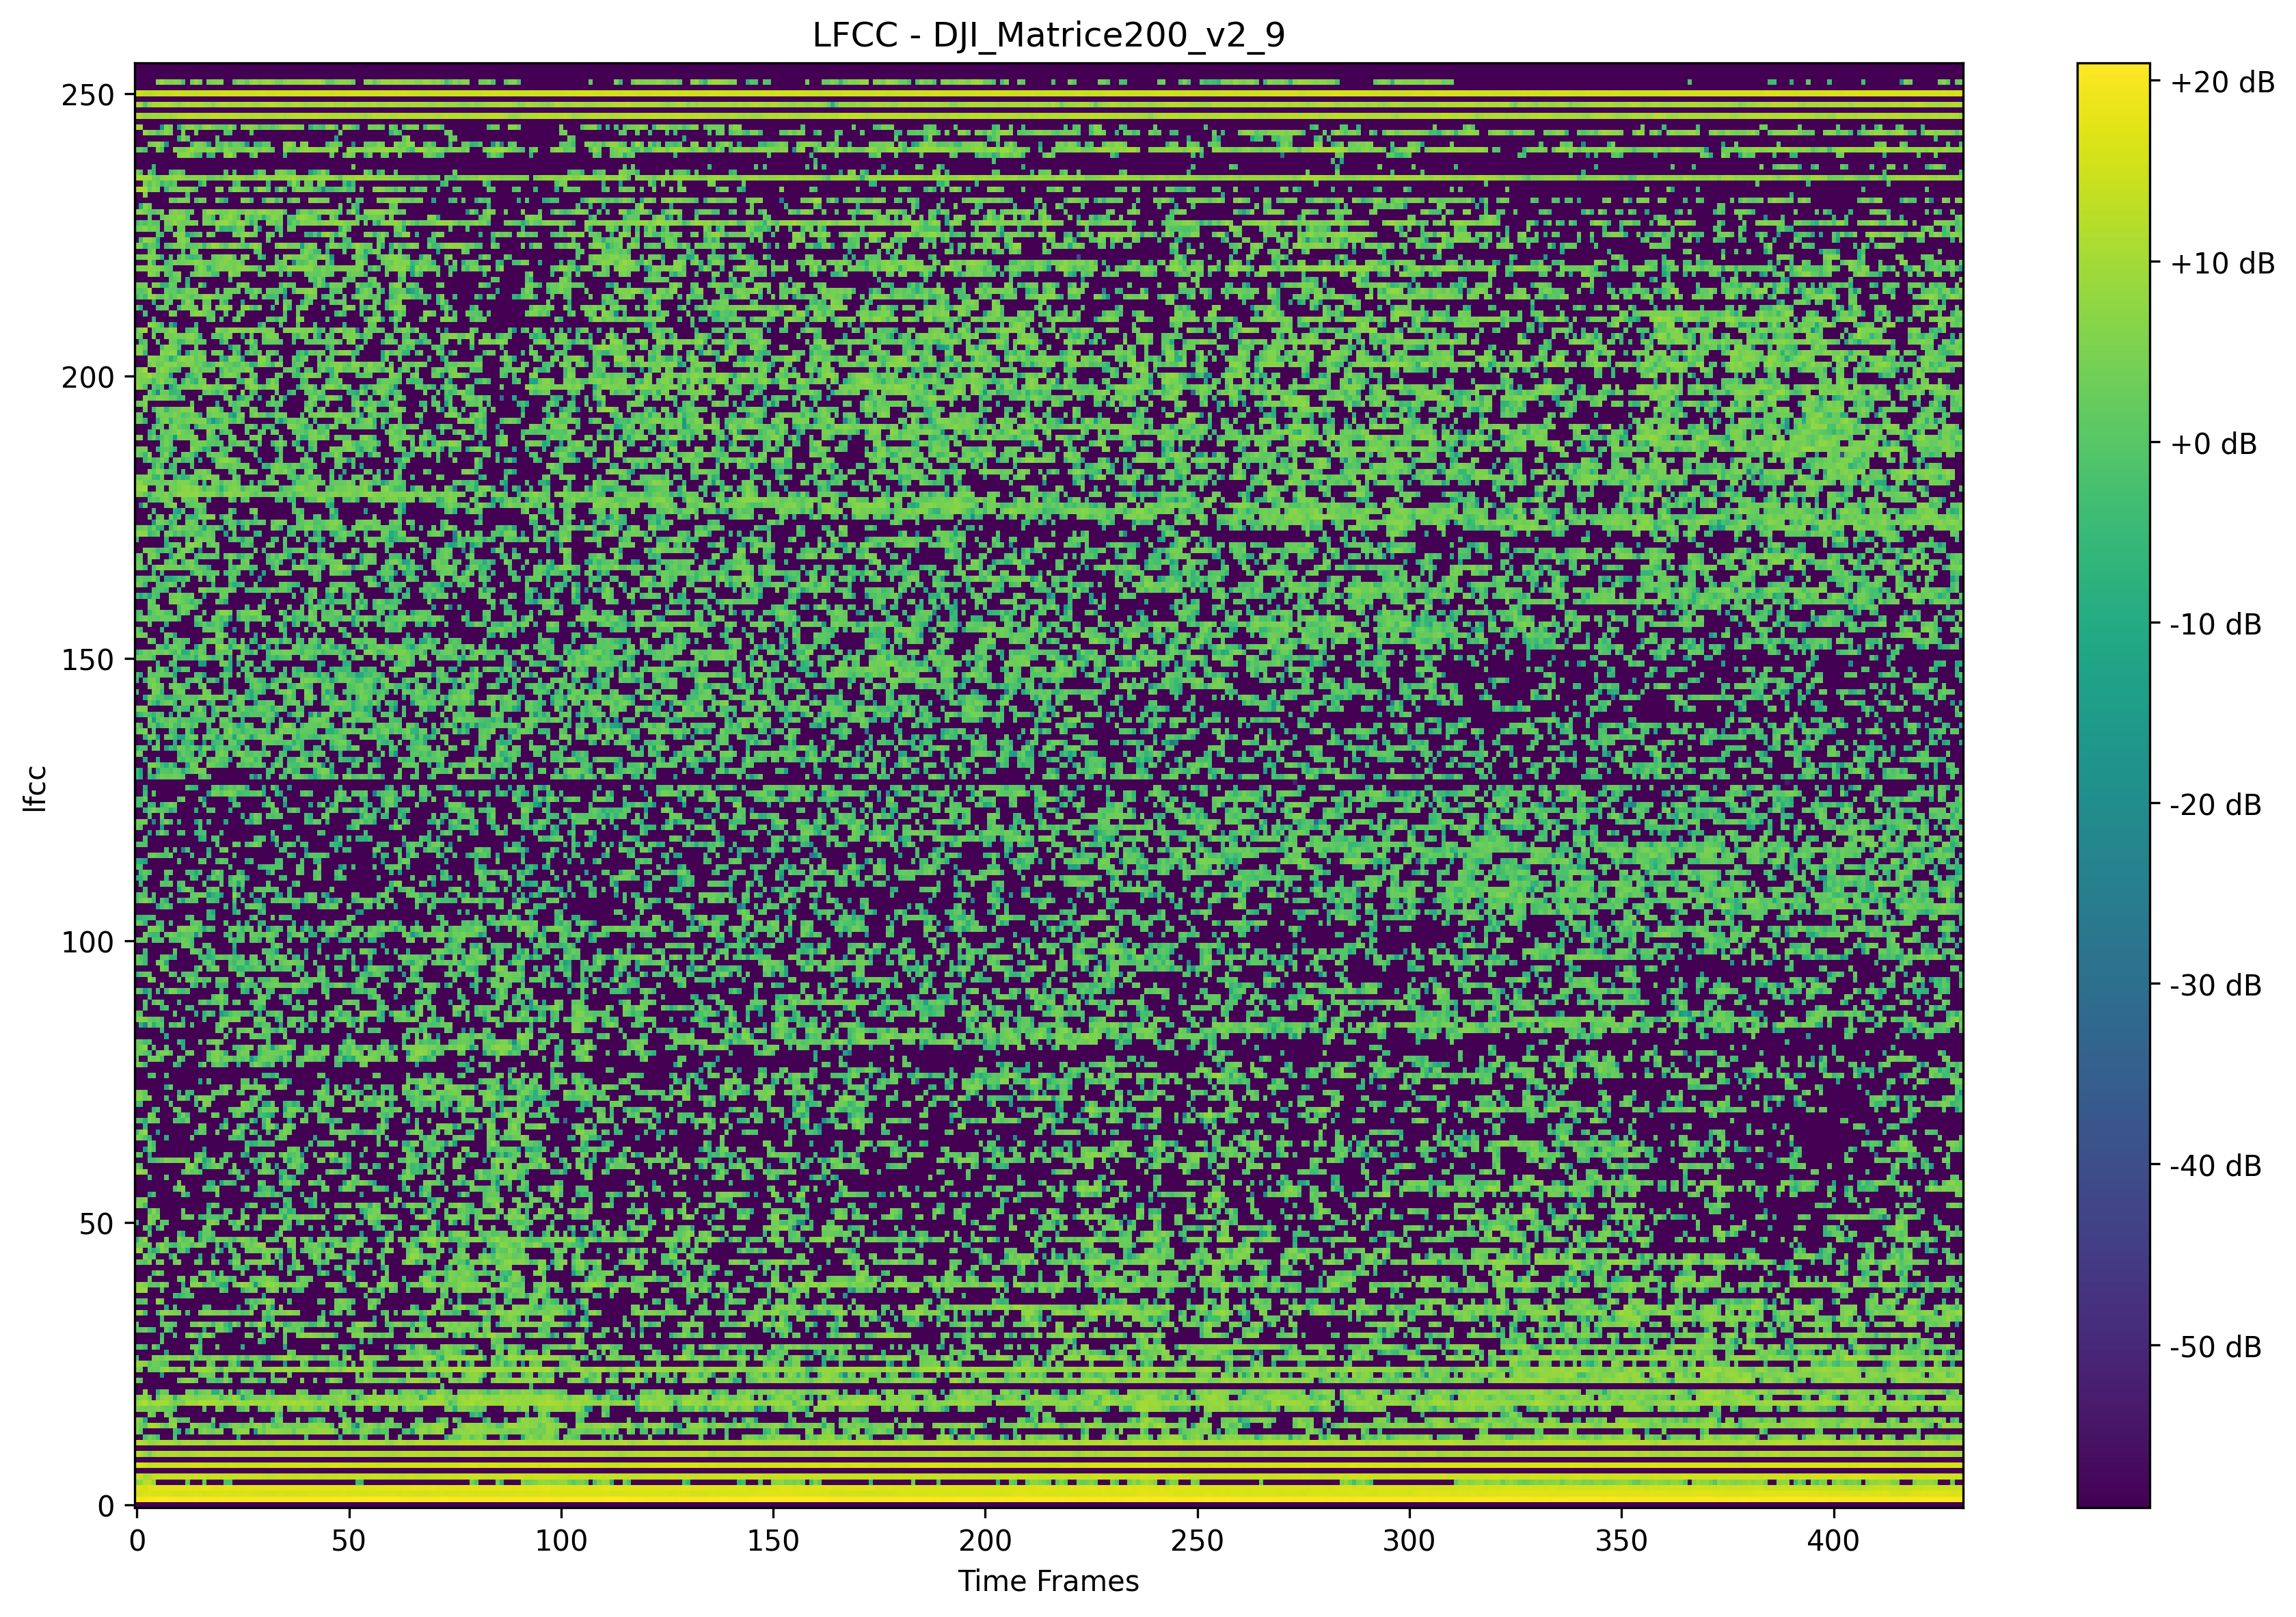 LFCC - DJI_Matrice200_v2_9
250
200
150
100
50
0
lfcc
0 50 100 150 200 250 300 350 400
Time Frames
+20 dB
+10 dB
+0 dB
-10 dB
-20 dB
-30 dB
-40 dB
-50 dB